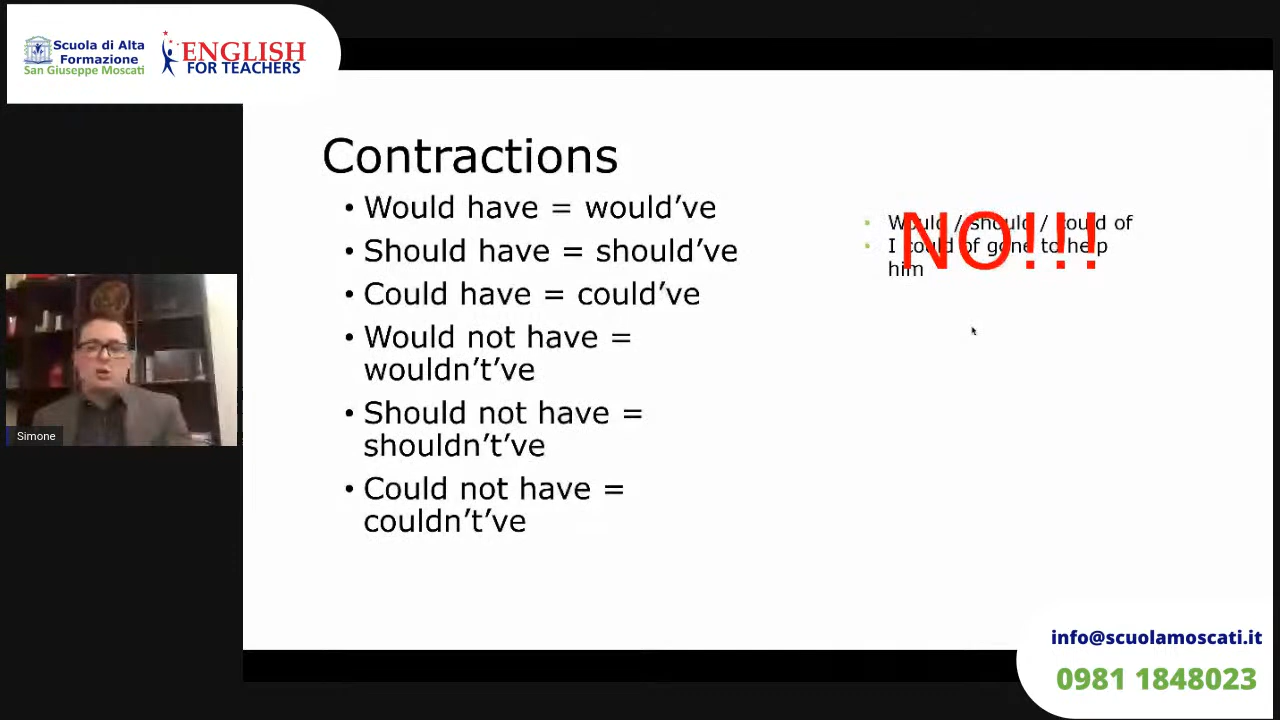 Scuola di Alta
Formazione
San Giuseppe Moscati
ENGLISH
FOR TEACHERS
Contractions
• Would have = would’ve
• Should have = should’ve
• Could have = could’ve
• Would not have =
wouldn’t’ve
• Should not have =
shouldn’t’ve
• Could not have =
couldn’t’ve
• Would / should / could of
• I could of gone to help
him
NO!!!
Simone
info@scuolamoscati.it
0981 1848023